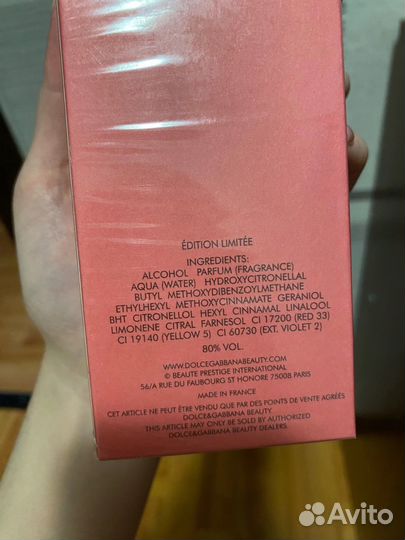 ÉDITION LIMITÉE
INGREDIENTS:
ALCOHOL PARFUM (FRAGRANCE)
AQUA (WATER) HYDROXYCITRONELLAL
BUTYL METHOXYDIBENZOYLMETHANE
ETHYLHEXYL METHOXYCINNAMATE GERANIOL
BHT CITRONELLOL HEXYL CINNAMAL LINALOOL
LIMONENE CITRAL FARNESOL CI 17200 (RED 33)
CI 19140 (YELLOW 5) CI 60730 (EXT. VIOLET 2)
80% VOL.
WWW.DOLCEGABBANABEAUTY.COM
© BEAUTE PRESTIGE INTERNATIONAL
56/A RUE DU FAUBOURG ST HONORE 75008 PARIS
MADE IN FRANCE
CET ARTICLE NE PEUT ÊTRE VENDU QUE PAR DES POINTS DE VENTE AGRÉÉS
DOLCE&GABBANA BEAUTY
THIS ARTICLE MAY ONLY BE SOLD BY AUTHORIZED
DOLCE&GABBANA BEAUTY DEALERS.
Avito